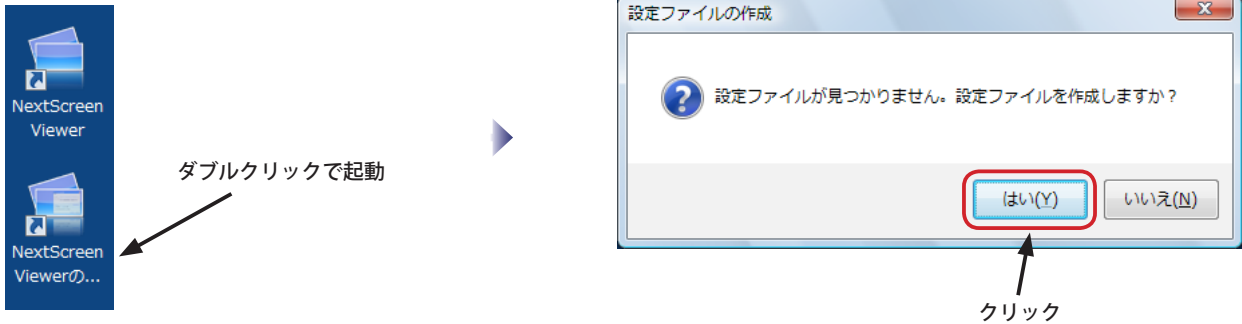 NextScreen
Viewer
ダブルクリックで起動
NextScreen
Viewerの...
設定ファイルの作成
設定ファイルが見つかりません。設定ファイルを作成しますか？
はい(Y)
いいえ(N)
クリック